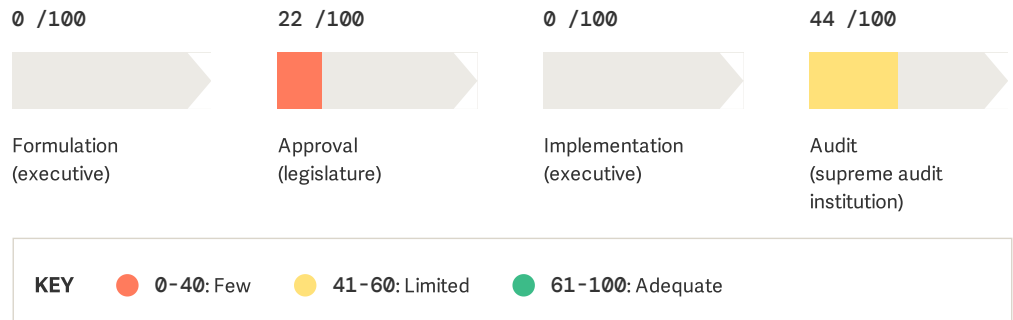 0 /100
22 /100
0 /100
44 /100
Formulation
(executive)
Approval
(legislature)
Implementation
(executive)
Audit
(supreme audit
institution)
KEY
0-40: Few
41-60: Limited
61-100: Adequate